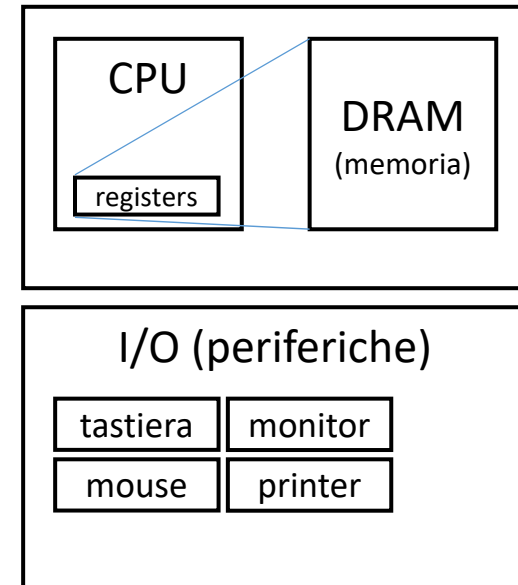 CPU
registers
DRAM
(memoria)
I/O (periferiche)
tastiera
monitor
mouse
printer